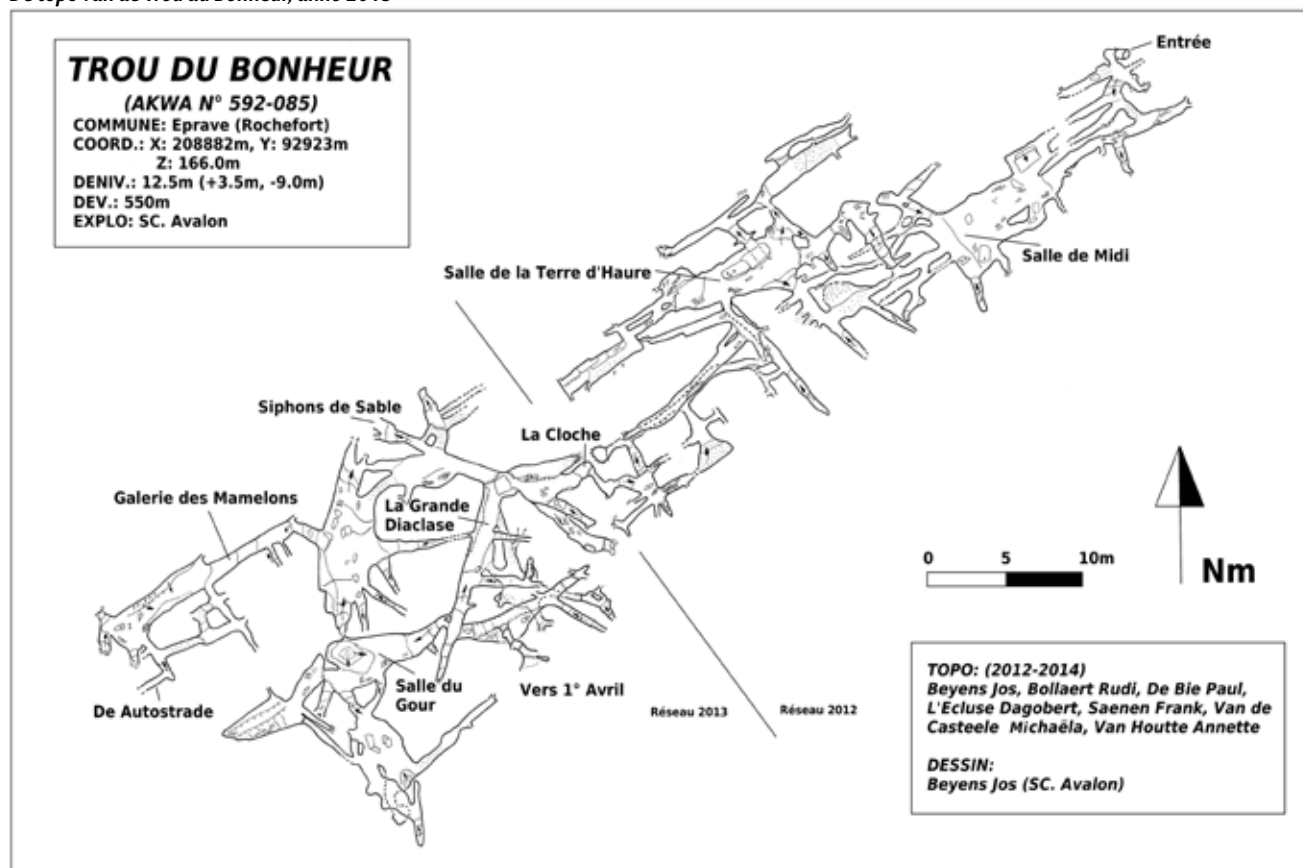 TROU DU BONHEUR
(AKWA N° 592-085)
COMMUNE: Eprave (Rochefort)
COORD.: X: 208882m, Y: 92923m
Z: 166.0m
DENIV.: 12.5m (+3.5m, -9.0m)
DEV.: 550m
EXPLO: SC. Avalon
Entrée
Salle de Midi
Salle de la Terre d'Haure
Siphons de Sable
La Cloche
Galerie des Mamelons
La Grande
Diaclase
0 5 10m
Nm
De Autostrade
Salle du
Gour
Vers 1° Avril
Réseau 2013
Réseau 2012
TOPO: (2012-2014)
Beyens Jos, Bollaert Rudi, De Bie Paul,
L'Ecluse Dagobert, Saenen Frank, Van de
Casteele Michaëla, Van Houtte Annette
DESSIN:
Beyens Jos (SC. Avalon)